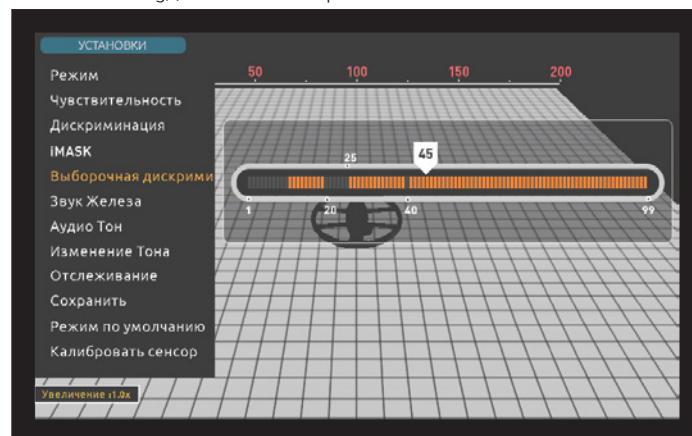 УСТАНОВКИ
50 100 150 200
Режим
Чувствительность
Дискриминация
iMASK
Выборочная дискрими
Звук Железа
Аудио Тон
Изменение Тона
Отслеживание
Сохранить
Режим по умолчанию
Калибровать сенсор
25 45
1 20 40 99
Увеличение :1.0x